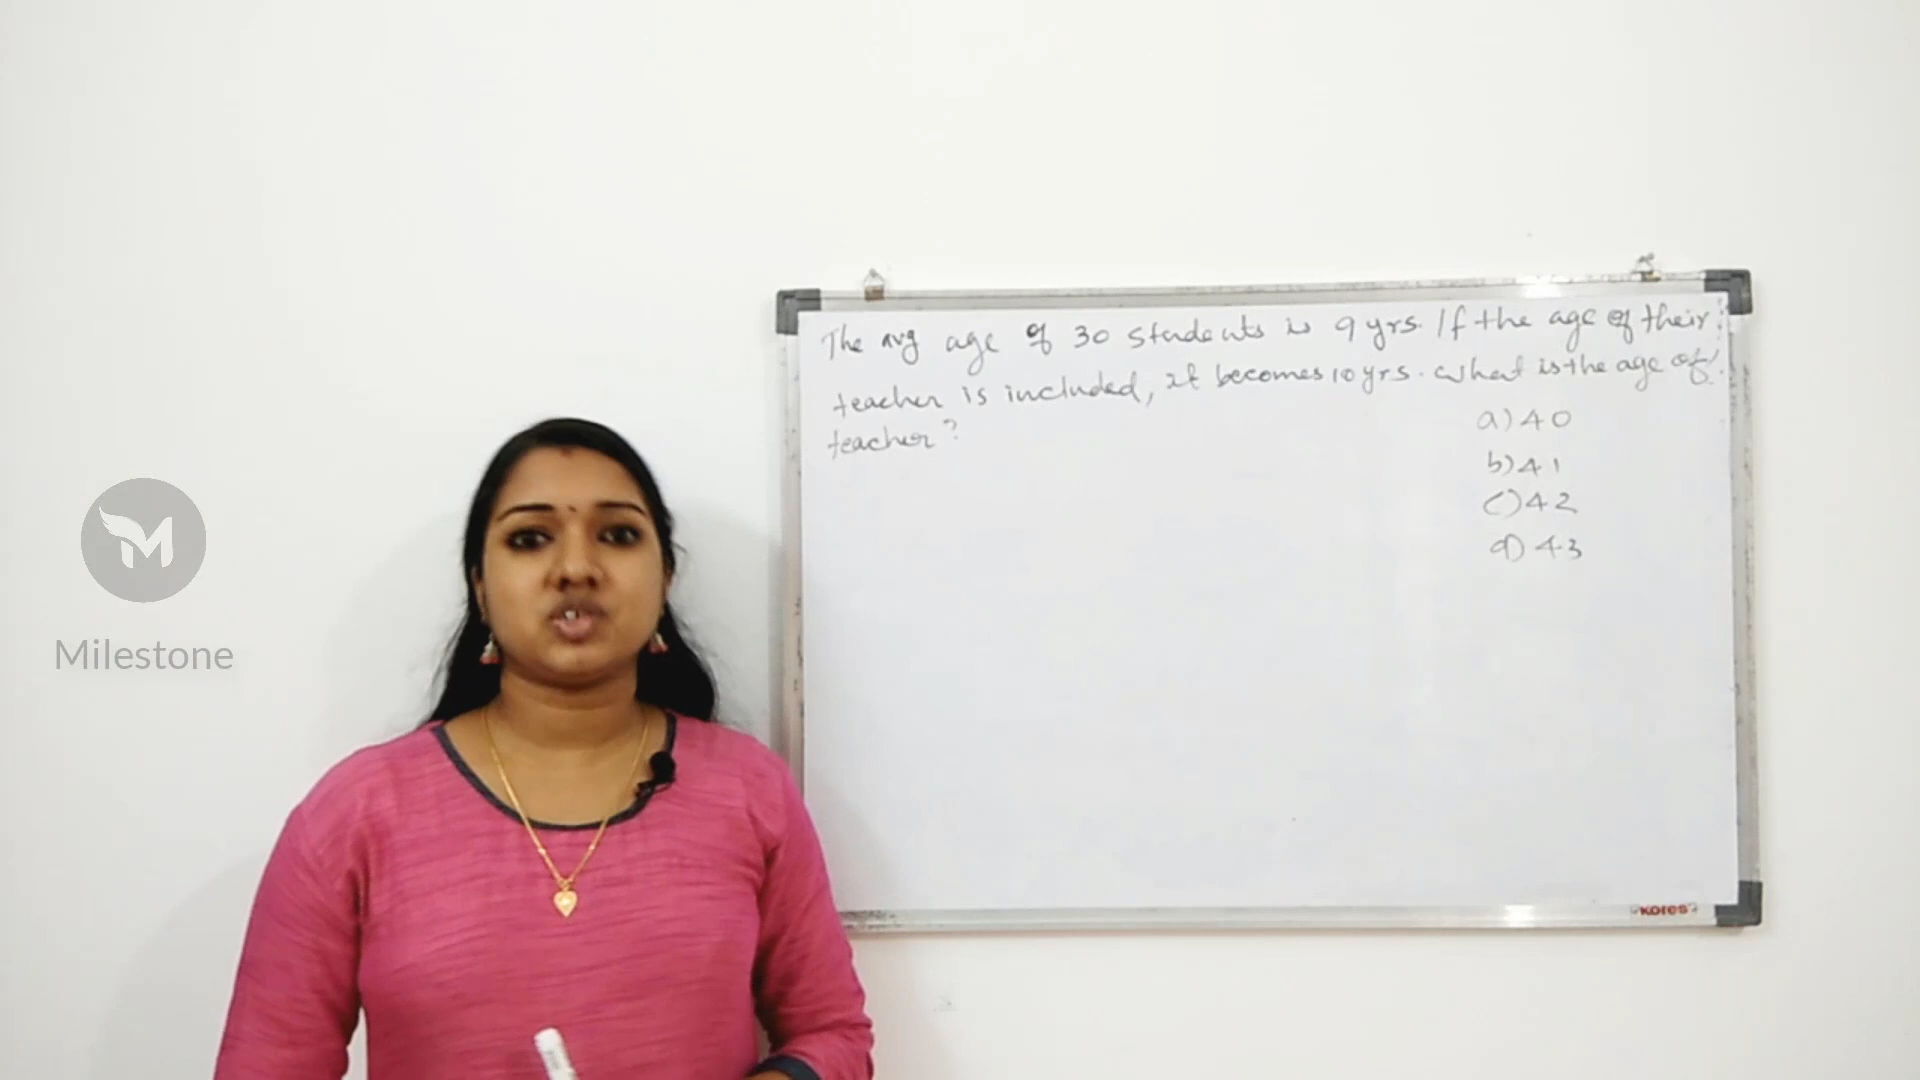 The avg age of 30 students is 9 yrs. If the age of their
teacher is included, it becomes 10 yrs. What is the age of
teacher?
a) 40
b) 41
c) 42
d) 43
M
Milestone
Kores